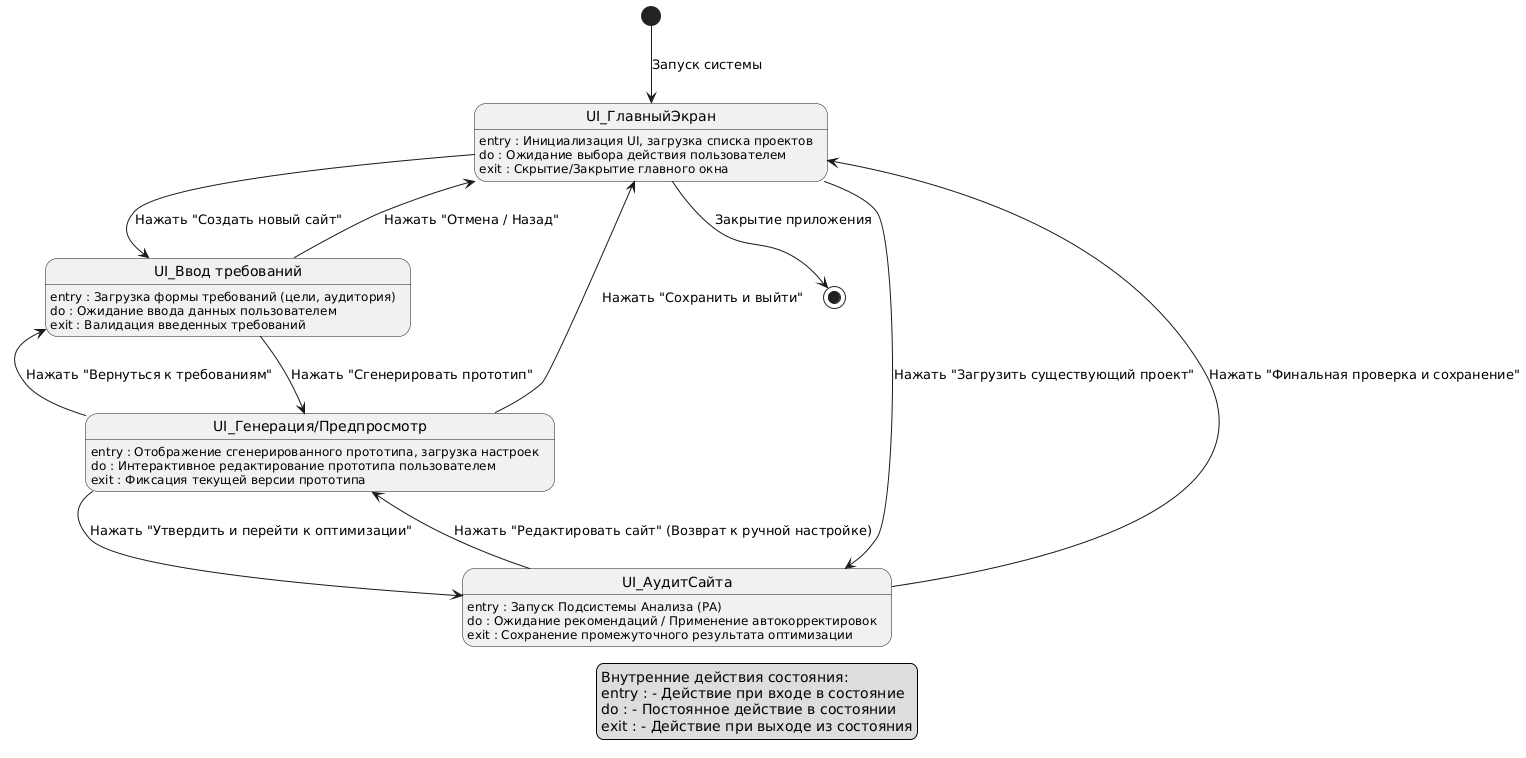 Запуск системы
UI_ГлавныйЭкран
entry : Инициализация UI, загрузка списка проектов
do : Ожидание выбора действия пользователем
exit : Скрытие/Закрытие главного окна
Нажать "Создать новый сайт"
Нажать "Отмена / Назад"
Закрытие приложения
UI_Ввод требований
entry : Загрузка формы требований (цели, аудитория)
do : Ожидание ввода данных пользователем
exit : Валидация введенных требований
Нажать "Сохранить и выйти"
Нажать "Вернуться к требованиям"
Нажать "Сгенерировать прототип"
Нажать "Загрузить существующий проект"
Нажать "Финальная проверка и сохранение"
UI_Генерация/Предпросмотр
entry : Отображение сгенерированного прототипа, загрузка настроек
do : Интерактивное редактирование прототипа пользователем
exit : Фиксация текущей версии прототипа
Нажать "Утвердить и перейти к оптимизации"
Нажать "Редактировать сайт" (Возврат к ручной настройке)
UI_АудитСайта
entry : Запуск Подсистемы Анализа (PA)
do : Ожидание рекомендаций / Применение автокорректировок
exit : Сохранение промежуточного результата оптимизации
Внутренние действия состояния:
entry : - Действие при входе в состояние
do : - Постоянное действие в состоянии
exit : - Действие при выходе из состояния